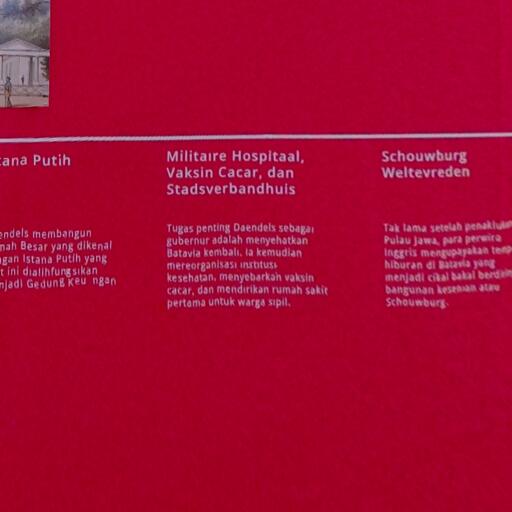 tana Putih
endels membangun
mah Besar yang dikenal
ngan Istana Putih yang
t ini dialihfungsikan
njadi Gedung Keu ngan
Militaire Hospitaal,
Vaksin Cacar, dan
Stadsverbandhuis
Tugas penting Daendels sebagai
gubernur adalah menyehatkan
Batavia kembali. Ia kemudian
mereorganisasi institusi
kesehatan, menyebarkan vaksin
cacar, dan mendirikan rumah sakit
pertama untuk warga sipil.
Schouwburg
Weltevreden
Tak lama setelah penaklukan
Pulau Jawa, para perwira
Inggris mengupayakan temp
hiburan di Batavia yang
menjadi cikal bakal berdirin
bangunan kesenian atau
Schouwburg.